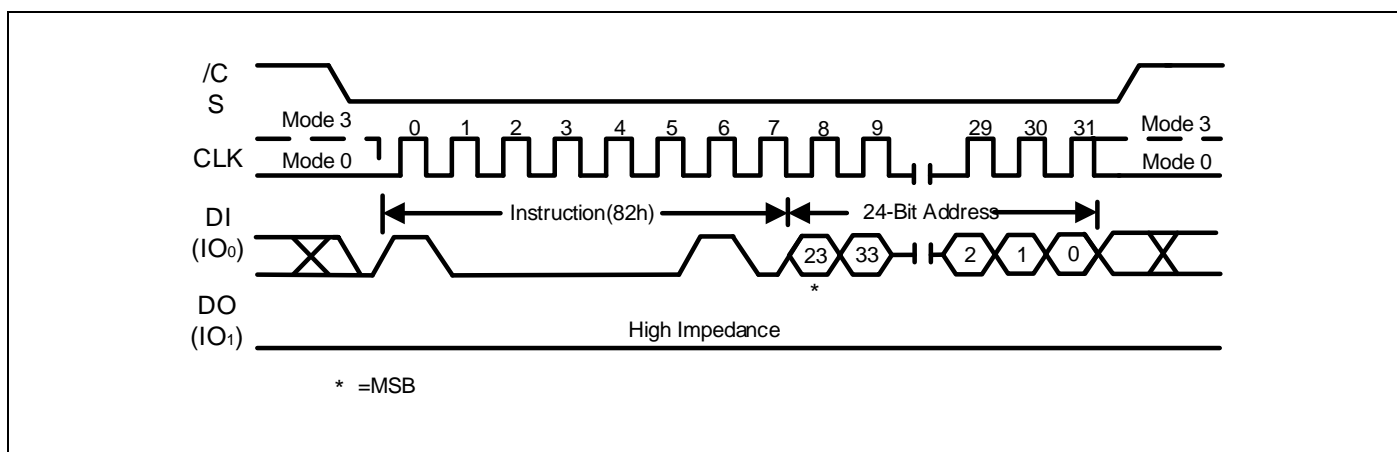 /C
S
Mode 3
0 1 2 3 4 5 6 7 8 9 29 30 31
Mode 3
CLK
Mode 0
Mode 0
DI
(IO₀)
Instruction(82h)
24-Bit Address
23 33 2 1 0
*
DO
(IO₁)
High Impedance
* =MSB